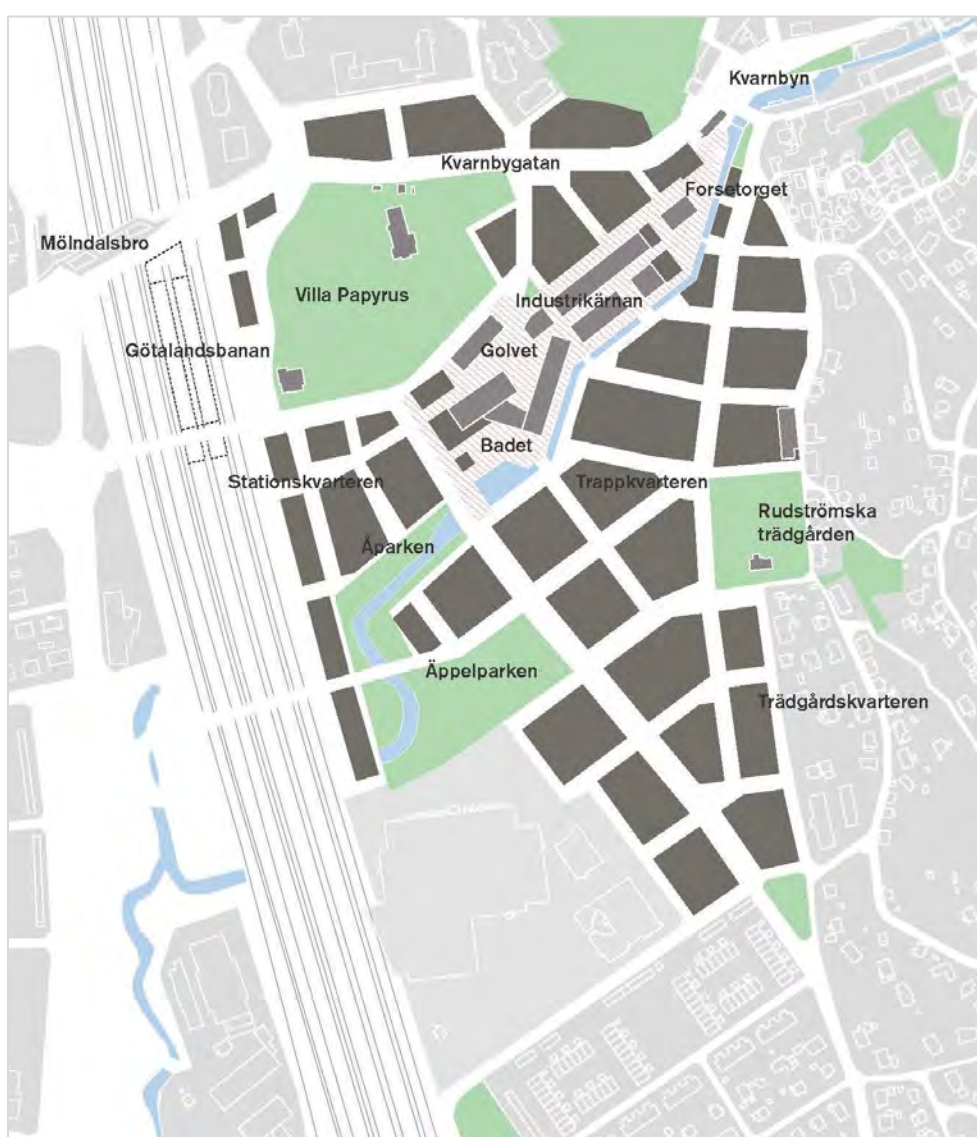 Kvarnbyn
Kvarnbygatan
Forsetorget
Mölndalsbro
Villa Papyrus
Industrikärnan
Götalandsbanan
Golvet
Badet
Stationskvarteren
Trappkvarteren
Rudströmska
trädgården
Åparken
Äppelparken
Trädgårdskvarteren